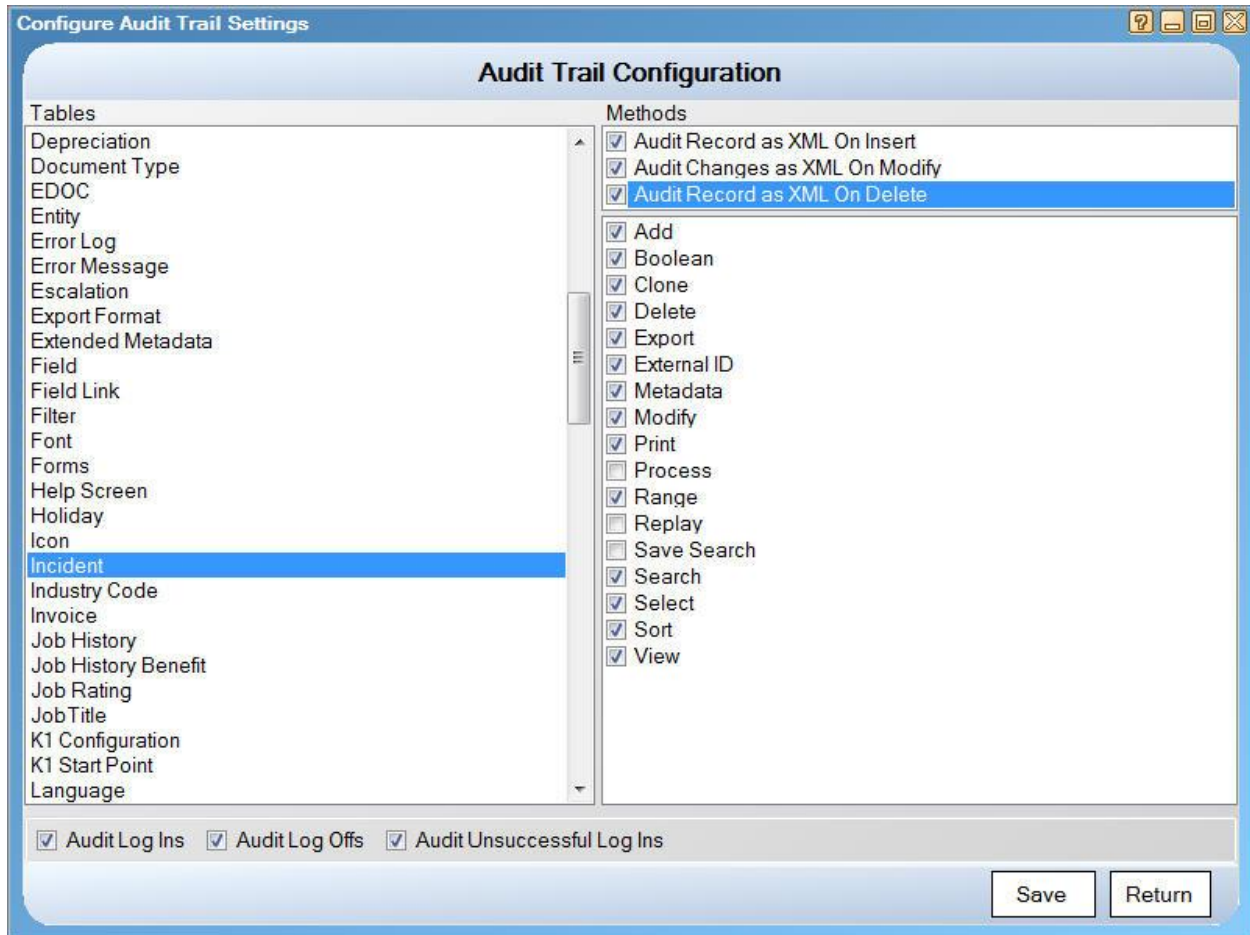 Configure Audit Trail Settings
Audit Trail Configuration
Tables
Depreciation
Document Type
EDOC
Entity
Error Log
Error Message
Escalation
Export Format
Extended Metadata
Field
Field Link
Filter
Font
Forms
Help Screen
Holiday
Icon
Incident
Industry Code
Invoice
Job History
Job History Benefit
Job Rating
Job Title
K1 Configuration
K1 Start Point
Language
Methods
Audit Record as XML On Insert
Audit Changes as XML On Modify
Audit Record as XML On Delete
Add
Boolean
Clone
Delete
Export
External ID
Metadata
Modify
Print
Process
Range
Replay
Save Search
Search
Select
Sort
View
Audit Log Ins Audit Log Offs Audit Unsuccessful Log Ins
Save Return